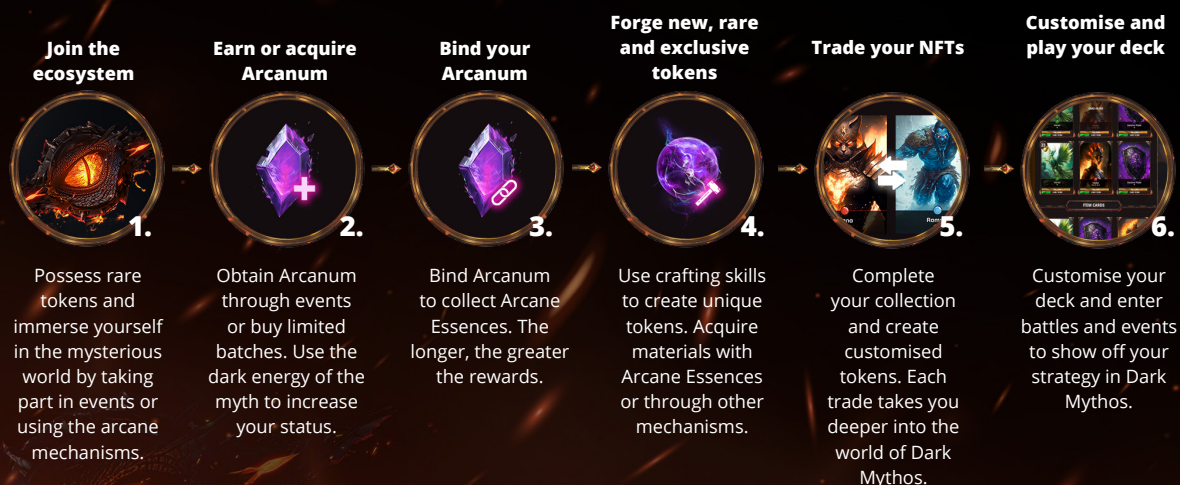 Join the
ecosystem
1.
Possess rare
tokens and
immerse yourself
in the mysterious
world by taking
part in events or
using the arcane
mechanisms.
Earn or acquire
Arcanum
2.
Obtain Arcanum
through events
or buy limited
batches. Use the
dark energy of the
myth to increase
your status.
Bind your
Arcanum
3.
Bind Arcanum
to collect Arcane
Essences. The
longer, the greater
the rewards.
Forge new, rare
and exclusive
tokens
4.
Use crafting skills
to create unique
tokens. Acquire
materials with
Arcane Essences
or through other
mechanisms.
Trade your NFTs
5.
Complete
your collection
and create
customised
tokens. Each
trade takes you
deeper into the
world of Dark
Mythos.
Customise and
play your deck
ITEM CARDS
6.
Customise your
deck and enter
battles and events
to show off your
strategy in Dark
Mythos.